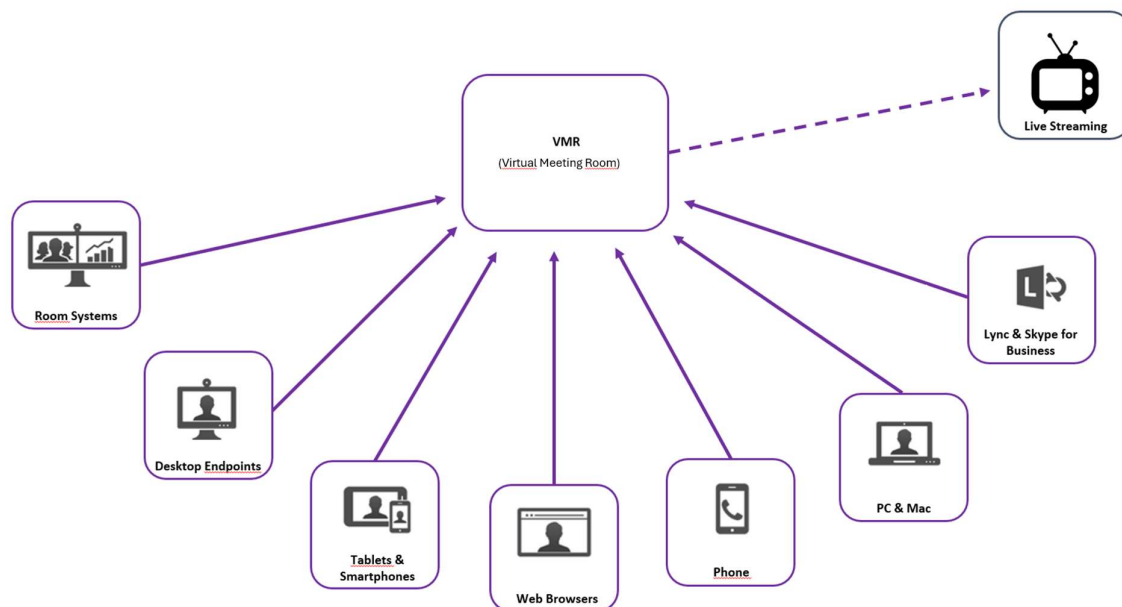 Live Streaming
VMR
(Virtual Meeting Room)
Room Systems
L
Lync & Skype for
Business
Desktop Endpoints
PC & Mac
Tablets &
Smartphones
Phone
Web Browsers